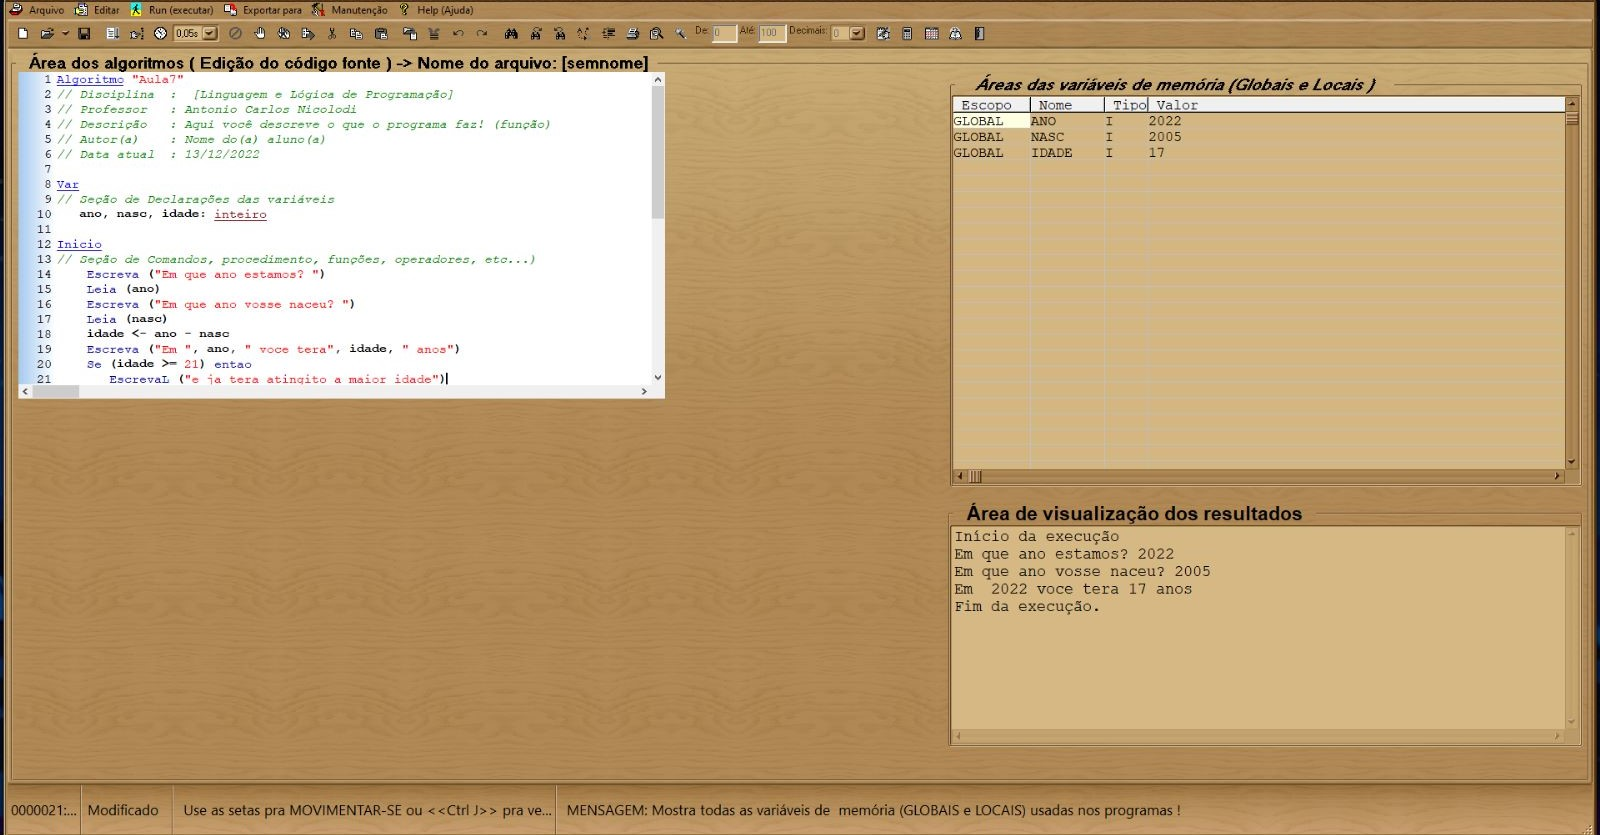 Arquivo Editar Run (executar) Exportar para Manutenção Help (Ajuda)
0,05s De: 0 Até: 100 Decimais: 0
Área dos algoritmos ( Edição do código fonte ) -> Nome do arquivo: [semnome]
1 Algoritmo "Aula7"
2 // Disciplina : [Linguagem e Lógica de Programação]
3 // Professor : Antonio Carlos Nicolodi
4 // Descrição : Aqui você descreve o que o programa faz! (função)
5 // Autor(a) : Nome do(a) aluno(a)
6 // Data atual : 13/12/2022
7
8 Var
9 // Seção de Declarações das variáveis
10 ano, nasc, idade: inteiro
11
12 Inicio
13 // Seção de Comandos, procedimento, funções, operadores, etc...)
14 Escreva ("Em que ano estamos? ")
15 Leia (ano)
16 Escreva ("Em que ano vosse naceu? ")
17 Leia (nasc)
18 idade <- ano - nasc
19 Escreva ("Em ", ano, " voce tera", idade, " anos")
20 Se (idade >= 21) entao
21 EscrevaL ("e ja tera atingito a maior idade")
Áreas das variáveis de memória (Globais e Locais )
Escopo Nome Tipo Valor
GLOBAL ANO I 2022
GLOBAL NASC I 2005
GLOBAL IDADE I 17
Área de visualização dos resultados
Início da execução
Em que ano estamos? 2022
Em que ano vosse naceu? 2005
Em  2022 voce tera 17 anos
Fim da execução.
0000021:... Modificado Use as setas pra MOVIMENTAR-SE ou <<Ctrl J>> pra ve... MENSAGEM: Mostra todas as variáveis de  memória (GLOBAIS e LOCAIS) usadas nos programas !